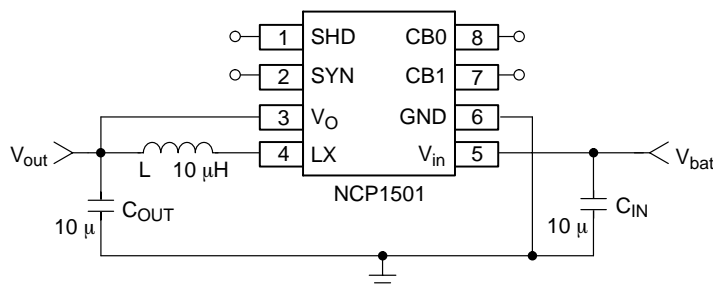 1 SHD CB0 8
2 SYN CB1 7
3 VO GND 6
Vout L 10 μH 4 LX Vin 5 Vbat
NCP1501
COUT CIN
10 μ 10 μ